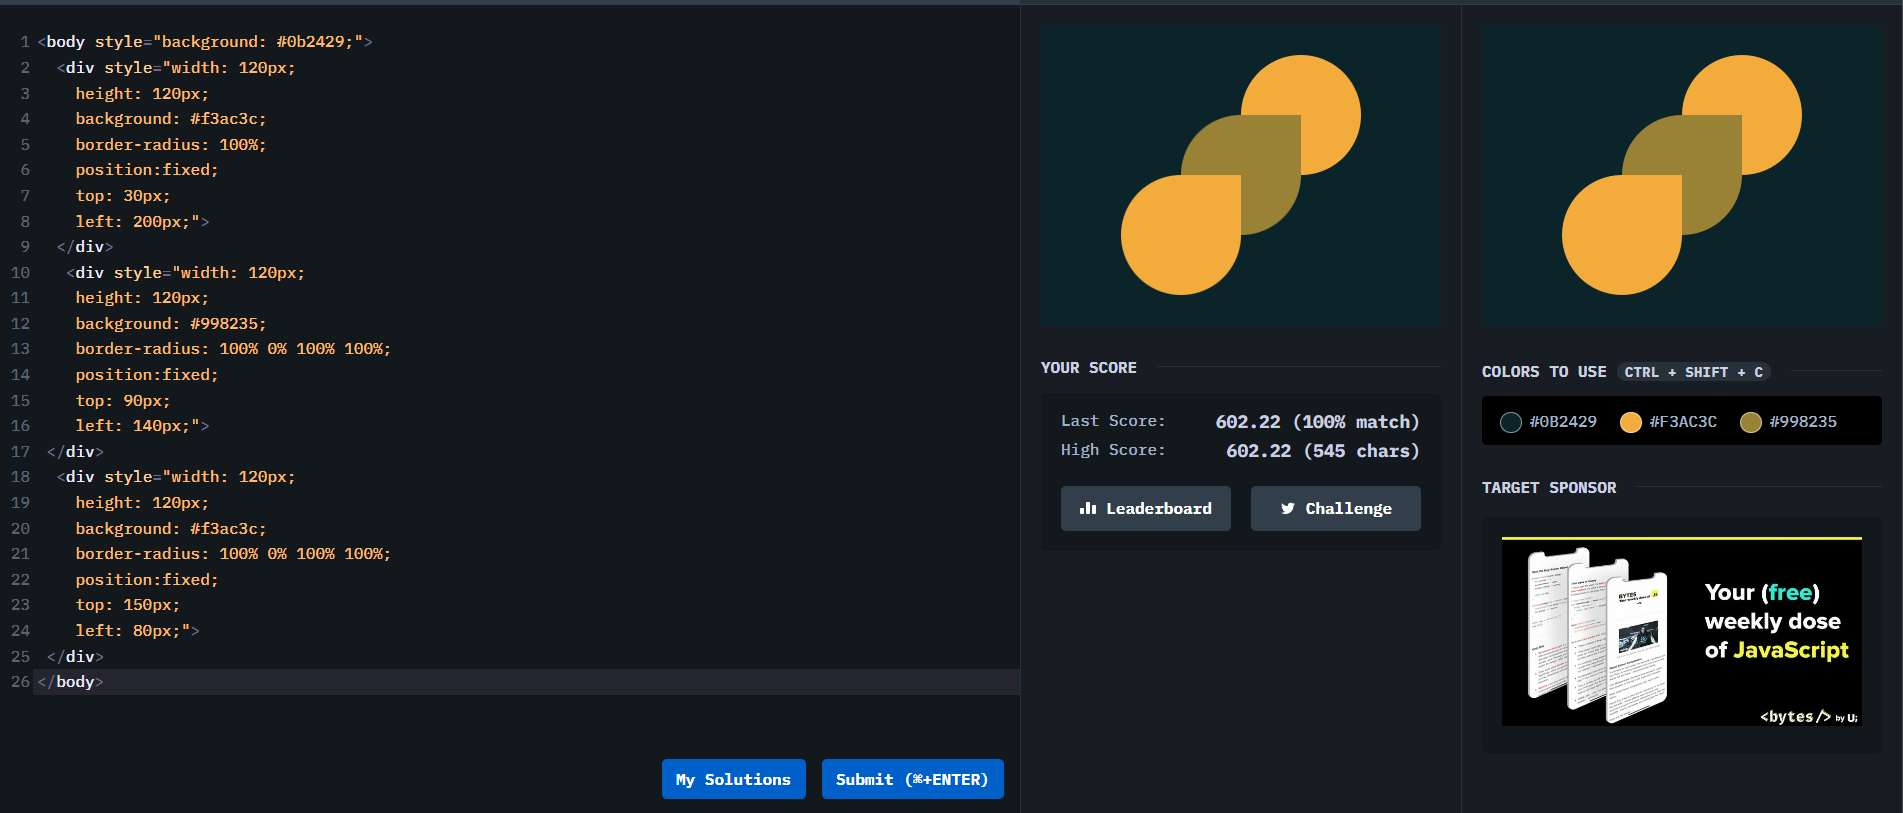 1 <body style="background: #0b2429;">
2 <div style="width: 120px;
3 height: 120px;
4 background: #f3ac3c;
5 border-radius: 100%;
6 position:fixed;
7 top: 30px;
8 left: 200px;">
9 </div>
10 <div style="width: 120px;
11 height: 120px;
12 background: #998235;
13 border-radius: 100% 0% 100% 100%;
14 position:fixed;
15 top: 90px;
16 left: 140px;">
17 </div>
18 <div style="width: 120px;
19 height: 120px;
20 background: #f3ac3c;
21 border-radius: 100% 0% 100% 100%;
22 position:fixed;
23 top: 150px;
24 left: 80px;">
25 </div>
26 </body>
My Solutions
Submit (⌘+ENTER)
YOUR SCORE
Last Score: 602.22 (100% match)
High Score: 602.22 (545 chars)
Leaderboard
Challenge
COLORS TO USE CTRL + SHIFT + C
#0B2429 #F3AC3C #998235
TARGET SPONSOR
BYTES
Your (free)
weekly dose
of JavaScript
<bytes/> by U;